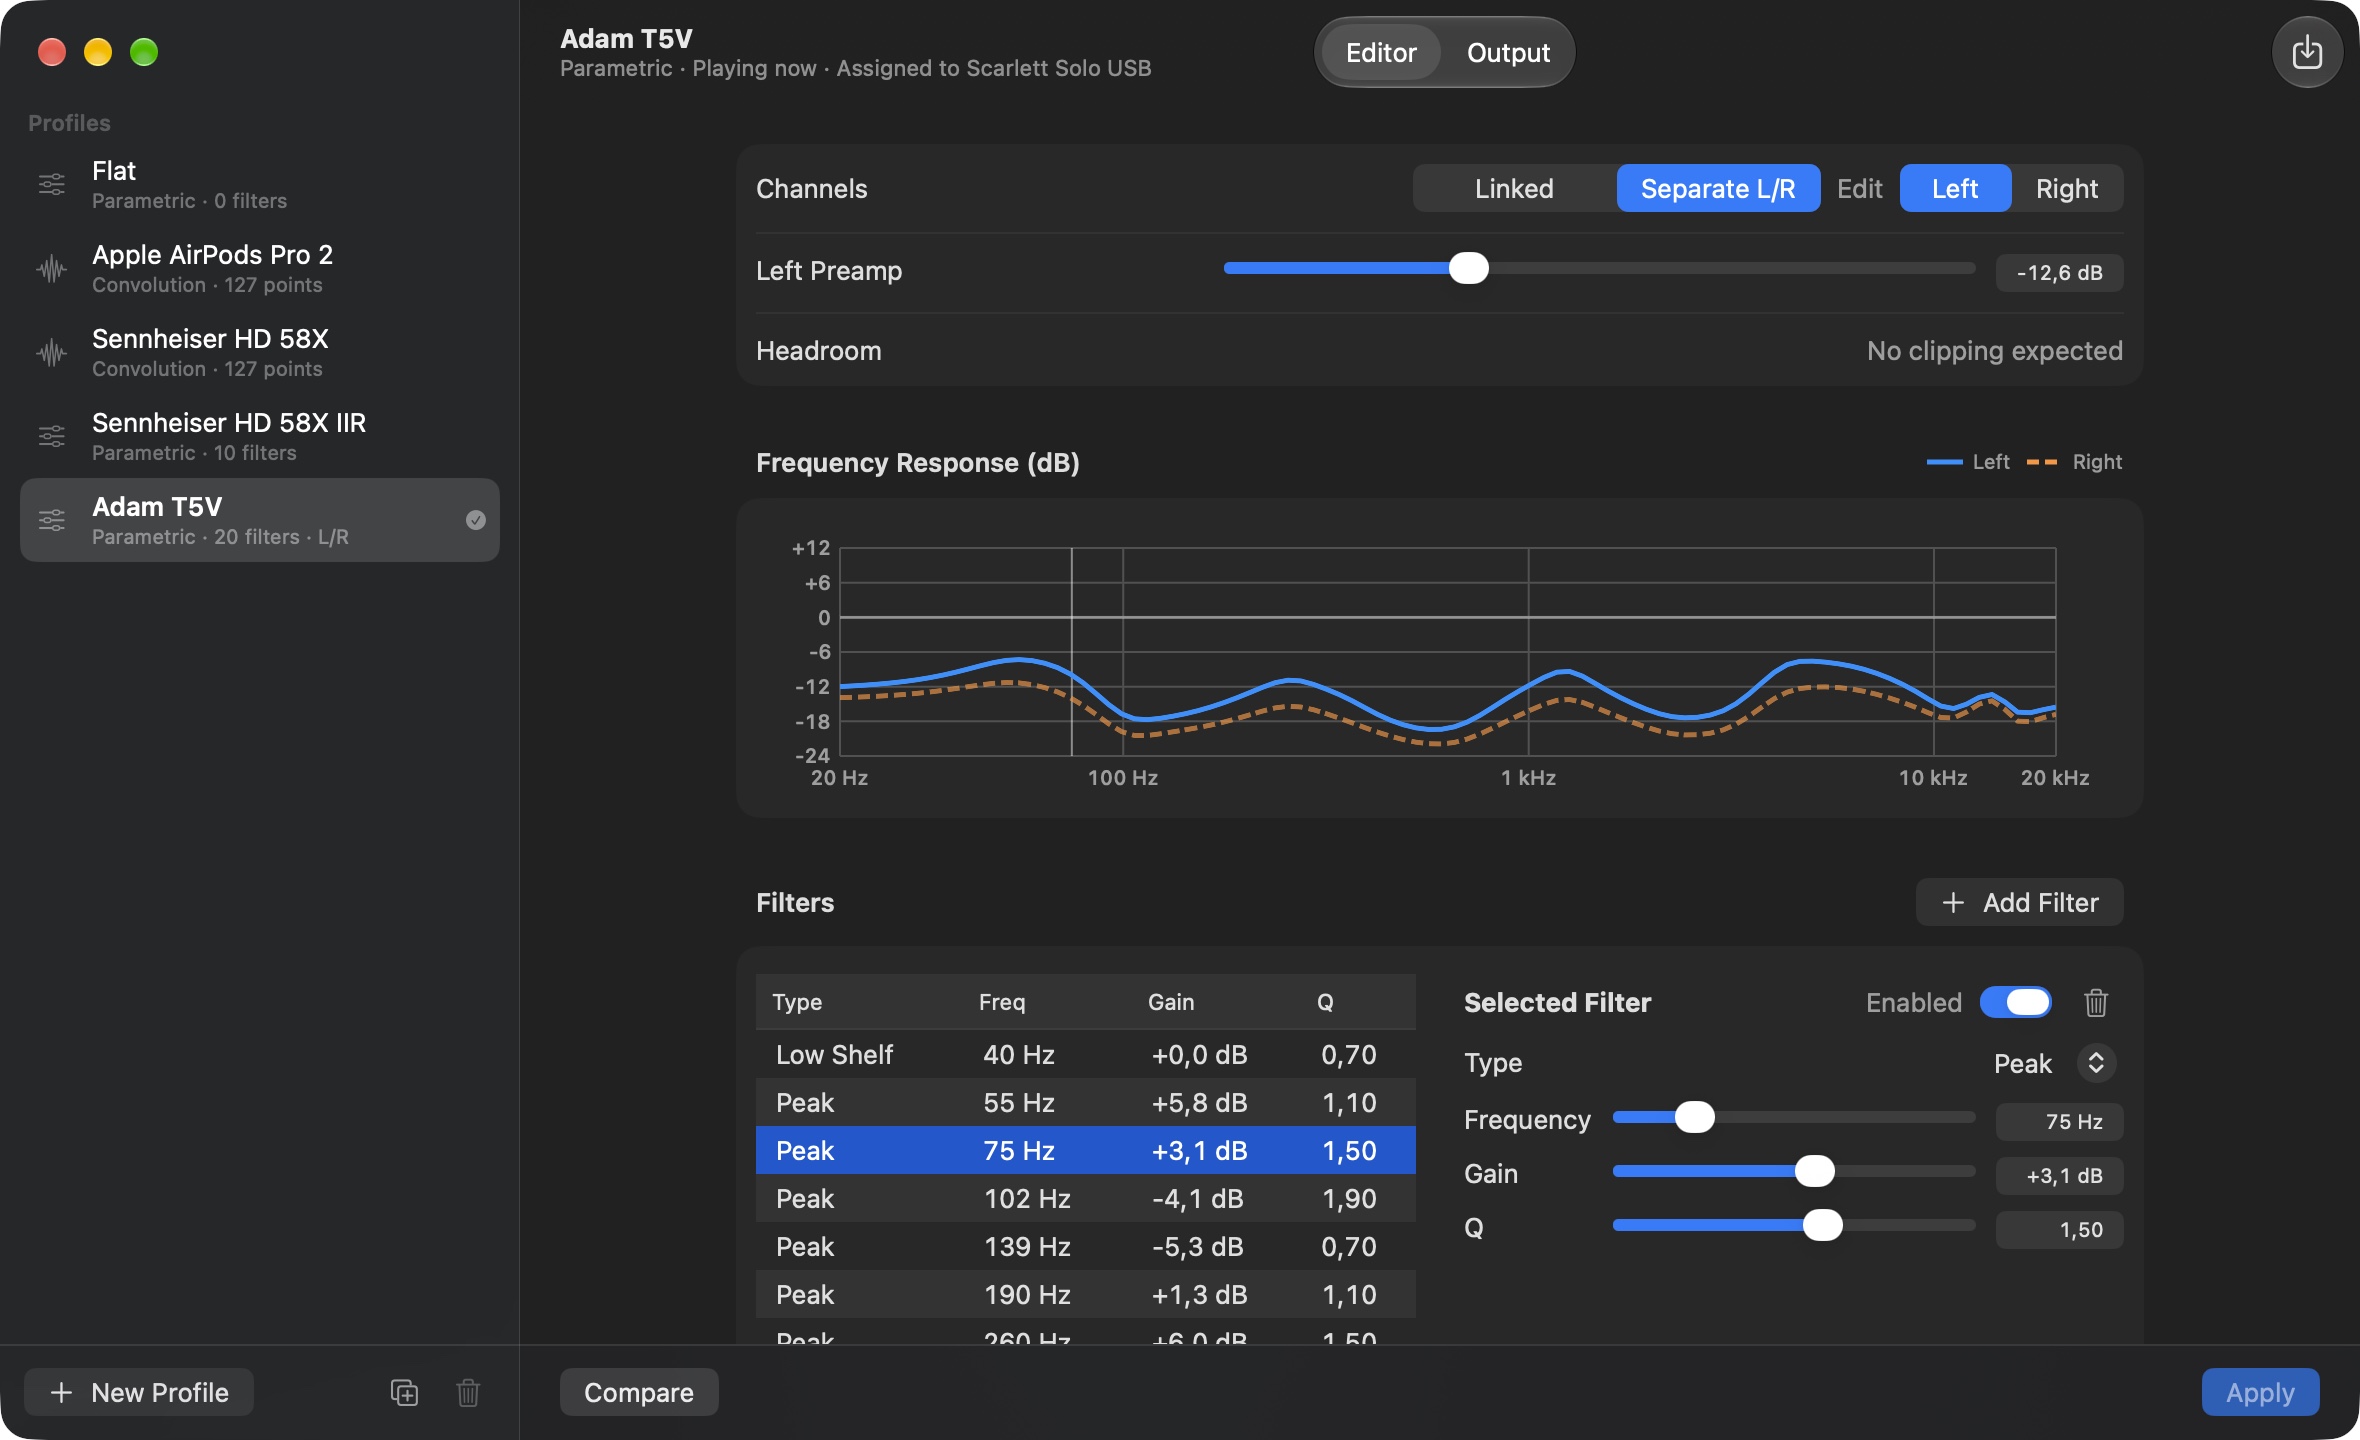 Adam T5V
Parametric · Playing now · Assigned to Scarlett Solo USB
Editor Output
Profiles
Flat
Parametric · 0 filters
Apple AirPods Pro 2
Convolution · 127 points
Sennheiser HD 58X
Convolution · 127 points
Sennheiser HD 58X IIR
Parametric · 10 filters
Adam T5V
Parametric · 20 filters · L/R
Channels Linked Separate L/R Edit Left Right
Left Preamp -12,6 dB
Headroom No clipping expected
Frequency Response (dB) Left Right
+12
+6
0
-6
-12
-18
-24
20 Hz 100 Hz 1 kHz 10 kHz 20 kHz
Filters Add Filter
Type Freq Gain Q
Low Shelf 40 Hz +0,0 dB 0,70
Peak 55 Hz +5,8 dB 1,10
Peak 75 Hz +3,1 dB 1,50
Peak 102 Hz -4,1 dB 1,90
Peak 139 Hz -5,3 dB 0,70
Peak 190 Hz +1,3 dB 1,10
Peak 260 Hz +6,0 dB 1,50
Selected Filter Enabled
Type Peak
Frequency 75 Hz
Gain +3,1 dB
Q 1,50
New Profile Compare Apply